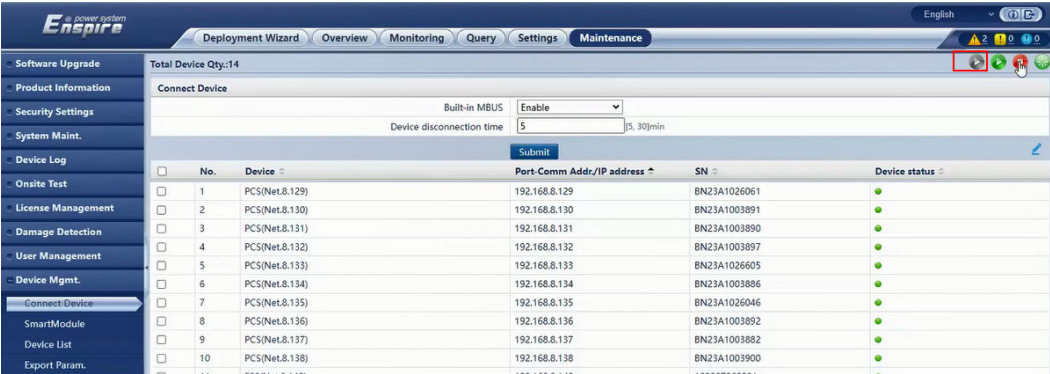 English
e power system
Enspire
Deployment Wizard Overview Monitoring Query Settings Maintenance
2 0 0
Software Upgrade
Product Information
Security Settings
System Maint.
Device Log
Onsite Test
License Management
Damage Detection
User Management
Device Mgmt.
Connect Device
SmartModule
Device List
Export Param.
Total Device Qty.:14
Connect Device
Built-in MBUS Enable
Device disconnection time 5 [5, 30]min
Submit
No. Device Port-Comm Addr./IP address SN Device status
1 PCS(Net.8.129) 192.168.8.129 BN23A1026061
2 PCS(Net.8.130) 192.168.8.130 BN23A1003891
3 PCS(Net.8.131) 192.168.8.131 BN23A1003890
4 PCS(Net.8.132) 192.168.8.132 BN23A1003897
5 PCS(Net.8.133) 192.168.8.133 BN23A1026605
6 PCS(Net.8.134) 192.168.8.134 BN23A1003886
7 PCS(Net.8.135) 192.168.8.135 BN23A1026046
8 PCS(Net.8.136) 192.168.8.136 BN23A1003892
9 PCS(Net.8.137) 192.168.8.137 BN23A1003882
10 PCS(Net.8.138) 192.168.8.138 BN23A1003900